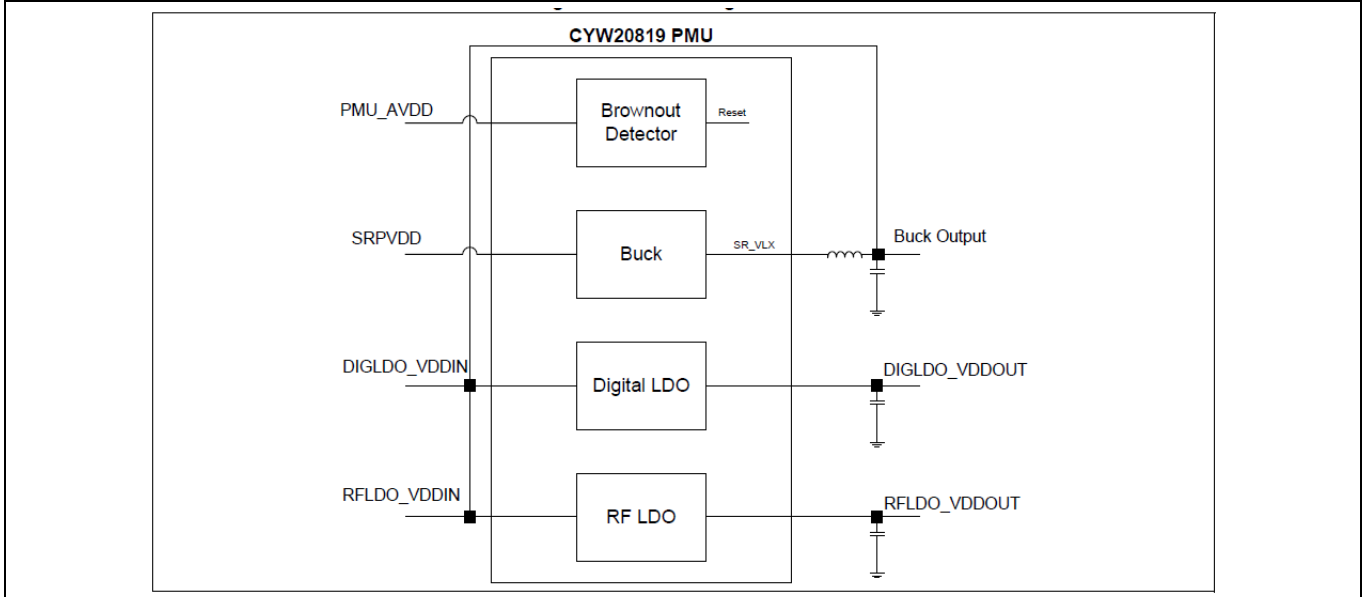 CYW20819 PMU
PMU_AVDD
Brownout
Detector
Reset
SRPVDD
Buck
SR_VLX
Buck Output
DIGLDO_VDDIN
Digital LDO
DIGLDO_VDDOUT
RFLDO_VDDIN
RF LDO
RFLDO_VDDOUT